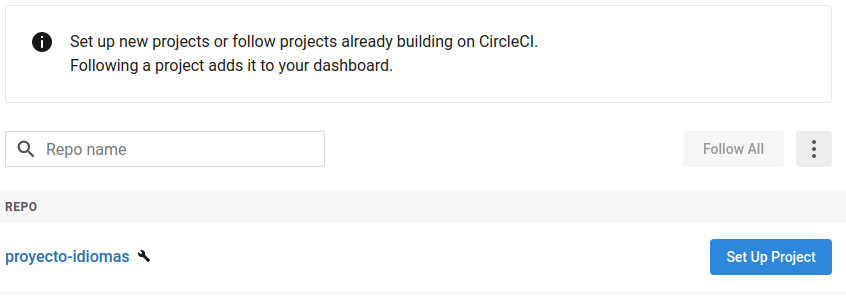 Set up new projects or follow projects already building on CircleCI.
Following a project adds it to your dashboard.
Repo name
Follow All
REPO
proyecto-idiomas
Set Up Project